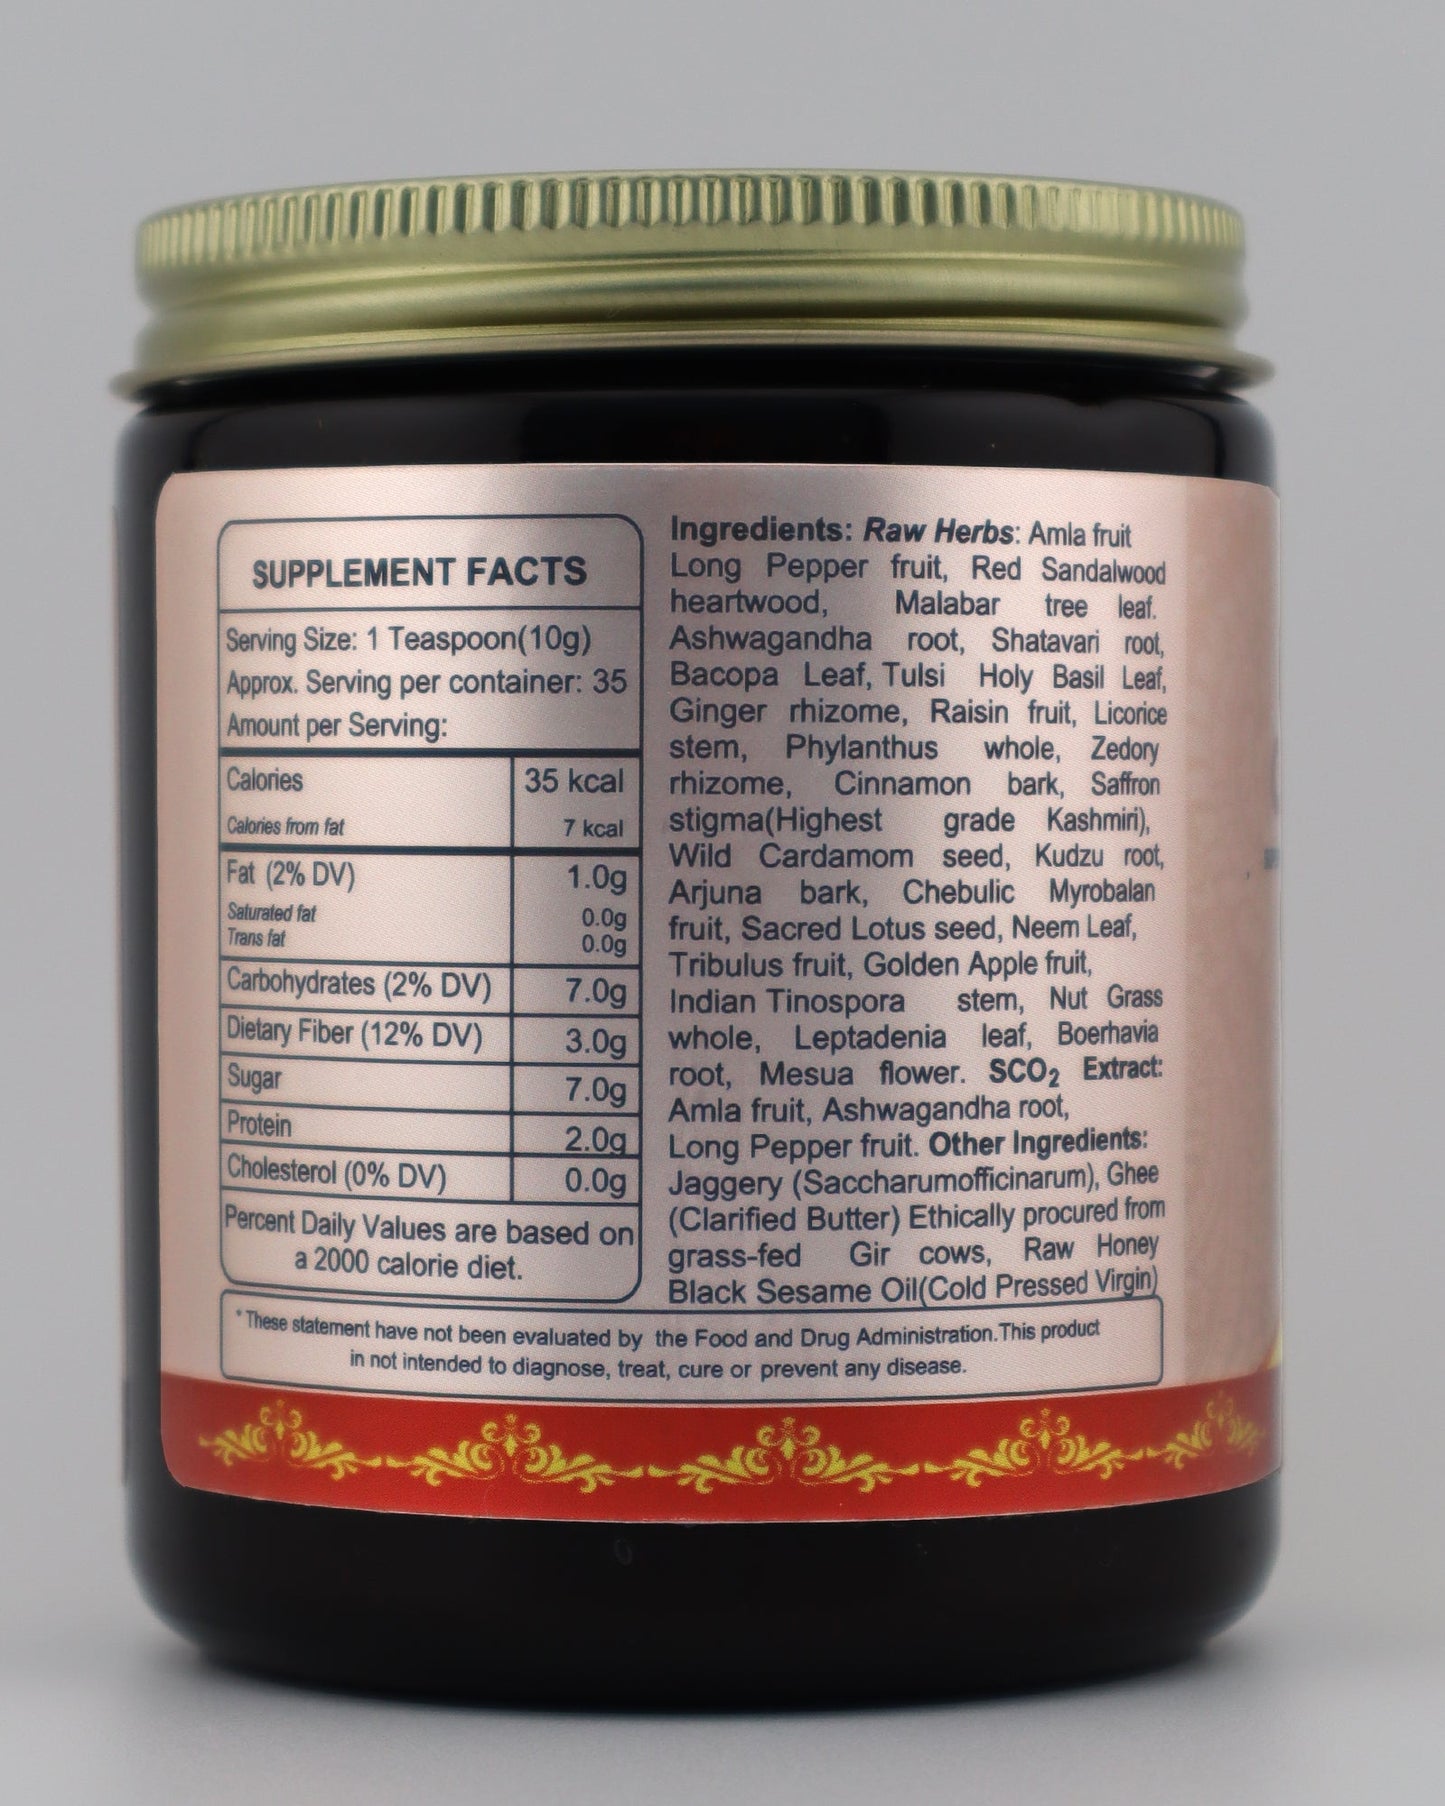 SUPPLEMENT FACTS
Serving Size: 1 Teaspoon(10g)
Approx. Serving per container: 35
Amount per Serving:
Calories 35 kcal
Calories from fat 7 kcal
Fat (2% DV) 1.0g
Saturated fat 0.0g
Trans fat 0.0g
Carbohydrates (2% DV) 7.0g
Dietary Fiber (12% DV) 3.0g
Sugar 7.0g
Protein 2.0g
Cholesterol (0% DV) 0.0g
Percent Daily Values are based on
a 2000 calorie diet.
Ingredients: Raw Herbs: Amla fruit
Long Pepper fruit, Red Sandalwood
heartwood, Malabar tree leaf.
Ashwagandha root, Shatavari root,
Bacopa Leaf, Tulsi Holy Basil Leaf,
Ginger rhizome, Raisin fruit, Licorice
stem, Phylanthus whole, Zedory
rhizome, Cinnamon bark, Saffron
stigma(Highest grade Kashmiri),
Wild Cardamom seed, Kudzu root,
Arjuna bark, Chebulic Myrobalan
fruit, Sacred Lotus seed, Neem Leaf,
Tribulus fruit, Golden Apple fruit,
Indian Tinospora stem, Nut Grass
whole, Leptadenia leaf, Boerhavia
root, Mesua flower. SCO₂ Extract:
Amla fruit, Ashwagandha root,
Long Pepper fruit. Other Ingredients:
Jaggery (Saccharumofficinarum), Ghee
(Clarified Butter) Ethically procured from
grass-fed Gir cows, Raw Honey
Black Sesame Oil(Cold Pressed Virgin)
* These statement have not been evaluated by the Food and Drug Administration.This product
in not intended to diagnose, treat, cure or prevent any disease.